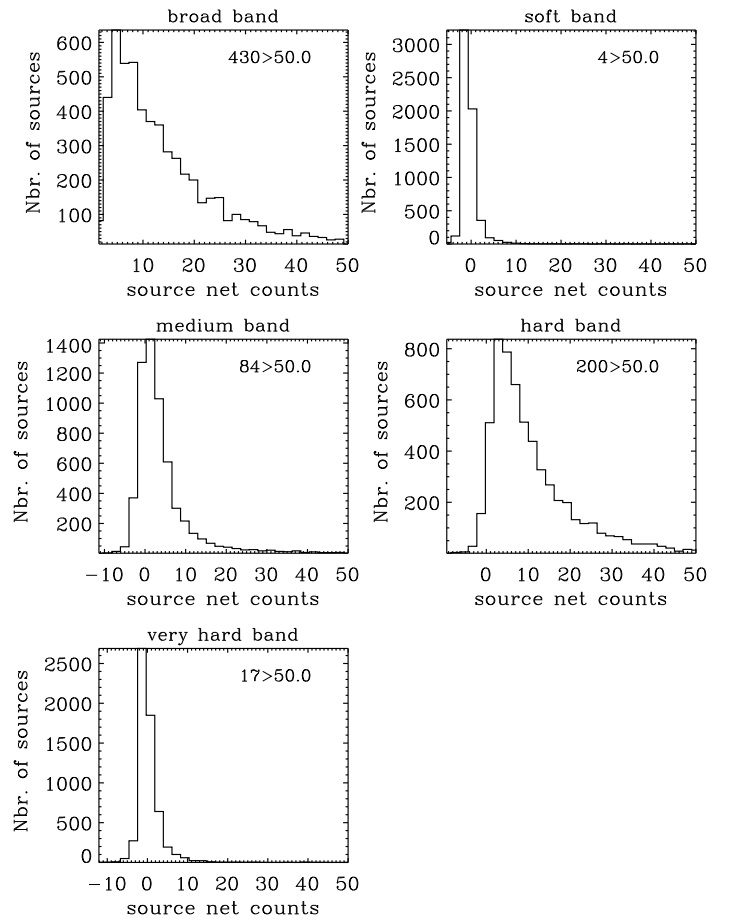 broad band
600
500
400
300
200
100
Nbr. of sources
430>50.0
10 20 30 40 50
source net counts
soft band
3000
2500
2000
1500
1000
500
0
Nbr. of sources
4>50.0
0 10 20 30 40 50
source net counts
medium band
1400
1200
1000
800
600
400
200
Nbr. of sources
84>50.0
−10 0 10 20 30 40 50
source net counts
hard band
800
600
400
200
Nbr. of sources
200>50.0
0 10 20 30 40 50
source net counts
very hard band
2500
2000
1500
1000
500
0
Nbr. of sources
17>50.0
−10 0 10 20 30 40 50
source net counts